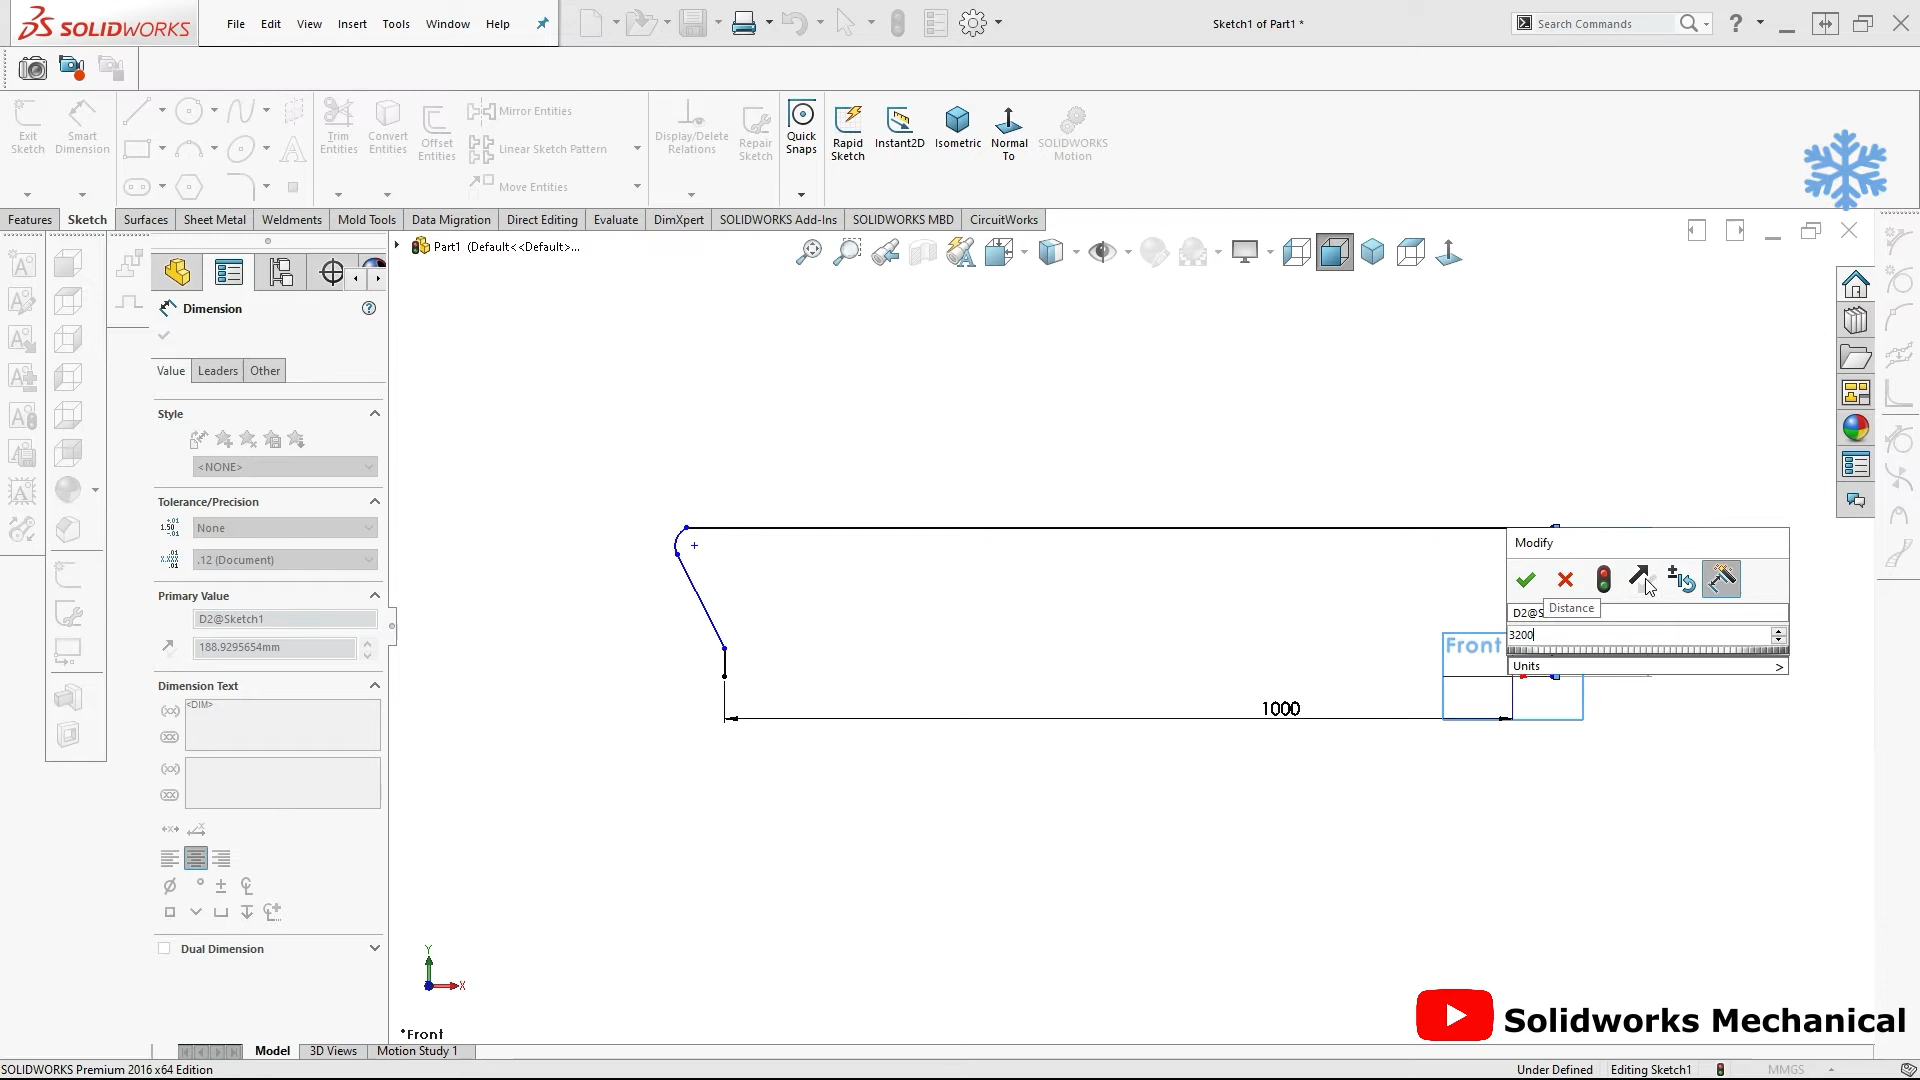 SOLIDWORKS
File Edit View Insert Tools Window Help
Sketch1 of Part1 *
Search Commands
Exit Sketch
Smart Dimension
Trim Entities
Convert Entities
Offset Entities
Mirror Entities
Linear Sketch Pattern
Move Entities
Display/Delete Relations
Repair Sketch
Quick Snaps
Rapid Sketch
Instant2D
Isometric
Normal To
SOLIDWORKS Motion
Features Sketch Surfaces Sheet Metal Weldments Mold Tools Data Migration Direct Editing Evaluate DimXpert SOLIDWORKS Add-Ins SOLIDWORKS MBD CircuitWorks
Part1 (Default<<Default>...
Dimension
Value Leaders Other
Style
<NONE>
Tolerance/Precision
None
.12 (Document)
Primary Value
D2@Sketch1
188.9295654mm
Dimension Text
<DIM>
Dual Dimension
Modify
D2@S
Distance
3200
Units >
Front
1000
Y
X
*Front
Solidworks Mechanical
Model 3D Views Motion Study 1
SOLIDWORKS Premium 2016 x64 Edition
Under Defined Editing Sketch1 MMGS